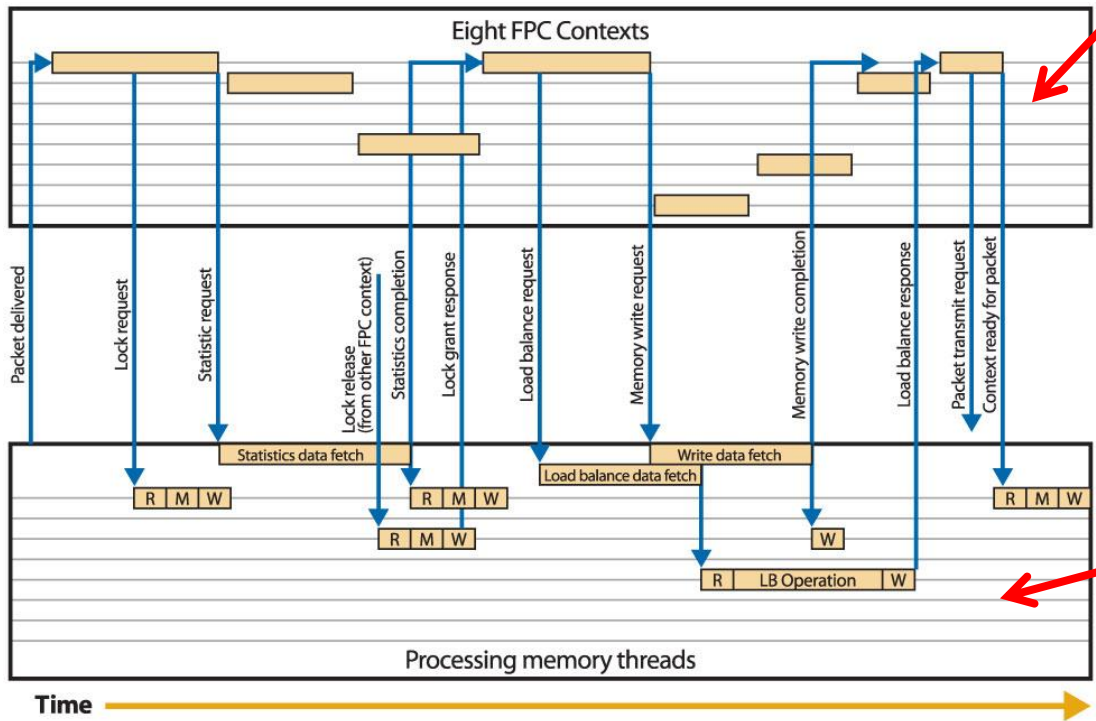 Eight FPC Contexts
Packet delivered
Lock request
Statistic request
Lock release
(from other FPC context)
Statistics completion
Lock grant response
Load balance request
Memory write request
Memory write completion
Load balance response
Packet transmit request
Context ready for packet
Statistics data fetch
Write data fetch
Load balance data fetch
R M W
R M W
R M W
R M W
W
R LB Operation W
Processing memory threads
Time